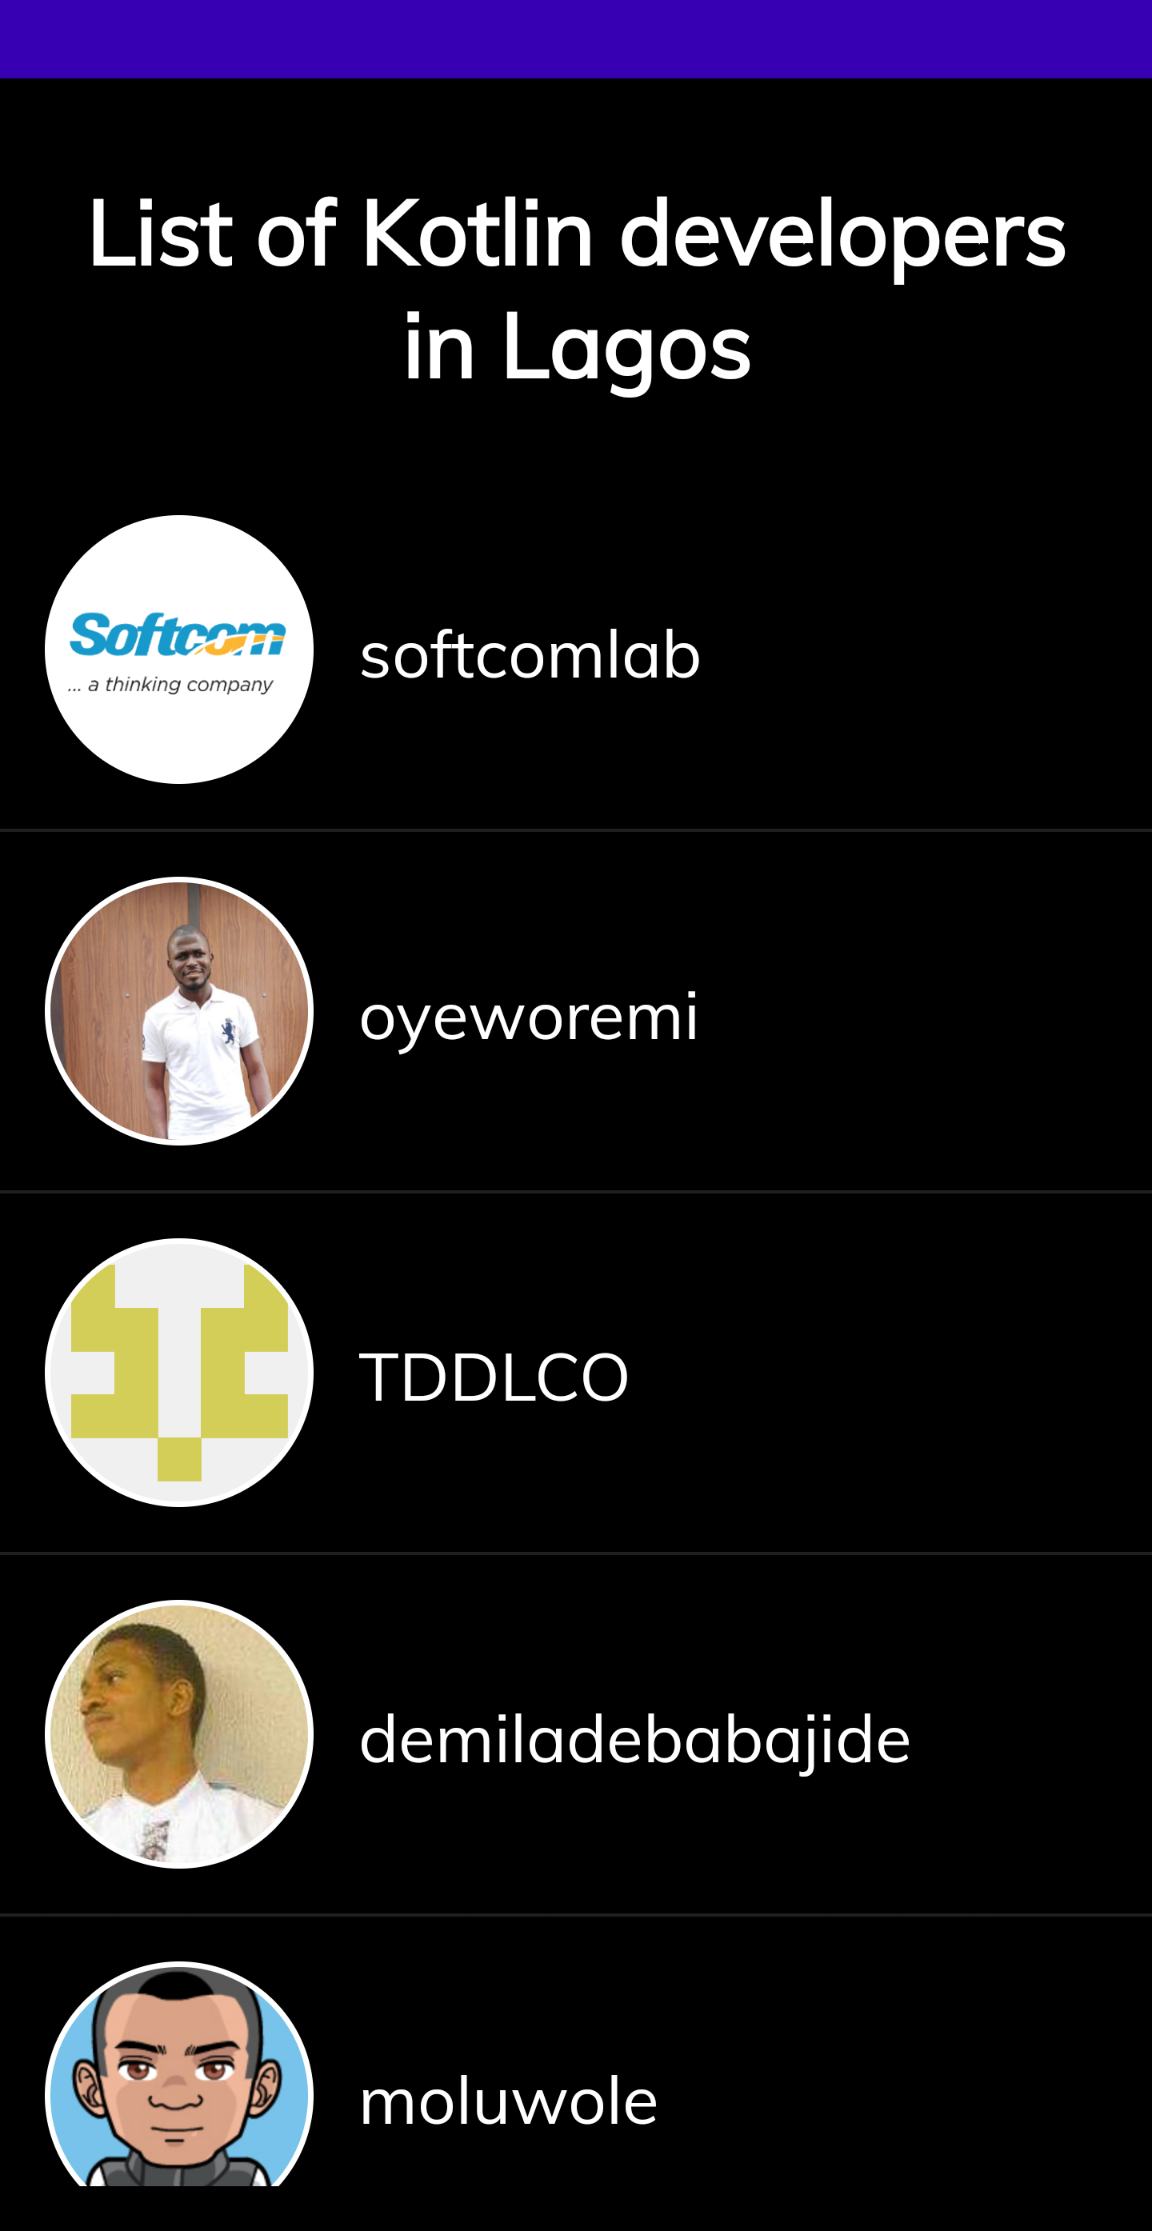 List of Kotlin developers
in Lagos
Softcom
... a thinking company
softcomlab
oyeworemi
TDDLCO
demiladebabajide
moluwole